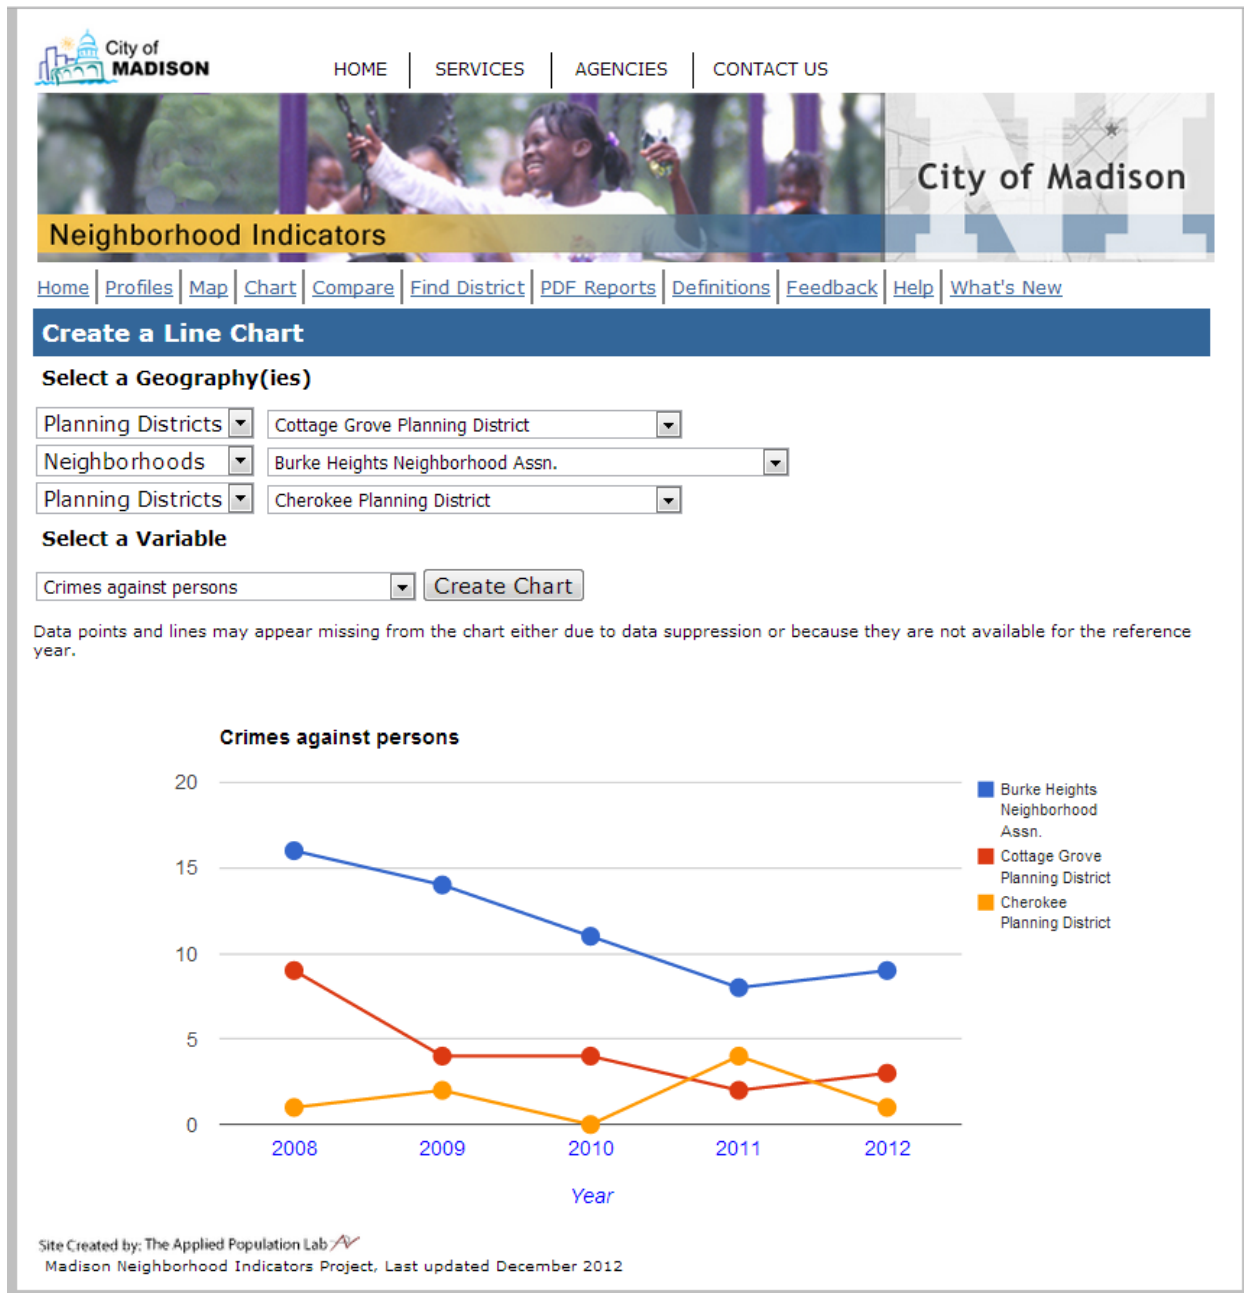 City of
MADISON
HOME SERVICES AGENCIES CONTACT US
NI
City of Madison
Neighborhood Indicators
Home Profiles Map Chart Compare Find District PDF Reports Definitions Feedback Help What's New
Create a Line Chart
Select a Geography(ies)
Planning Districts Cottage Grove Planning District
Neighborhoods Burke Heights Neighborhood Assn.
Planning Districts Cherokee Planning District
Select a Variable
Crimes against persons Create Chart
Data points and lines may appear missing from the chart either due to data suppression or because they are not available for the reference
year.
Crimes against persons
20
15
10
5
0
2008 2009 2010 2011 2012
Year
Burke Heights
Neighborhood
Assn.
Cottage Grove
Planning District
Cherokee
Planning District
Site Created by: The Applied Population Lab
Madison Neighborhood Indicators Project, Last updated December 2012